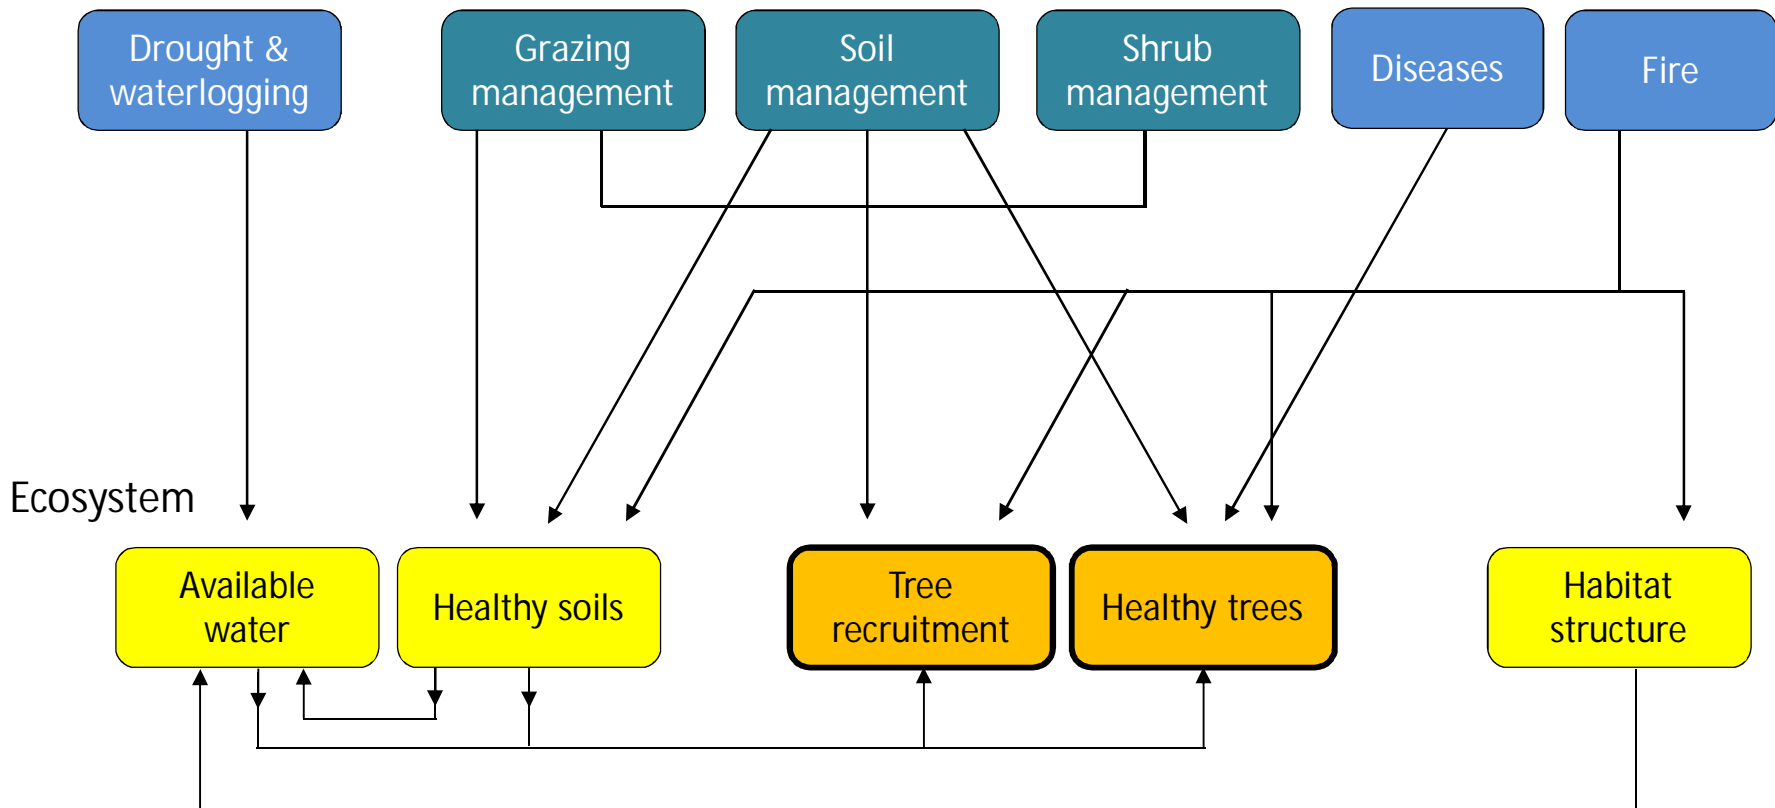 Drought &
waterlogging
Grazing
management
Soil
management
Shrub
management
Diseases
Fire
Ecosystem
Available
water
Healthy soils
Tree
recruitment
Healthy trees
Habitat
structure